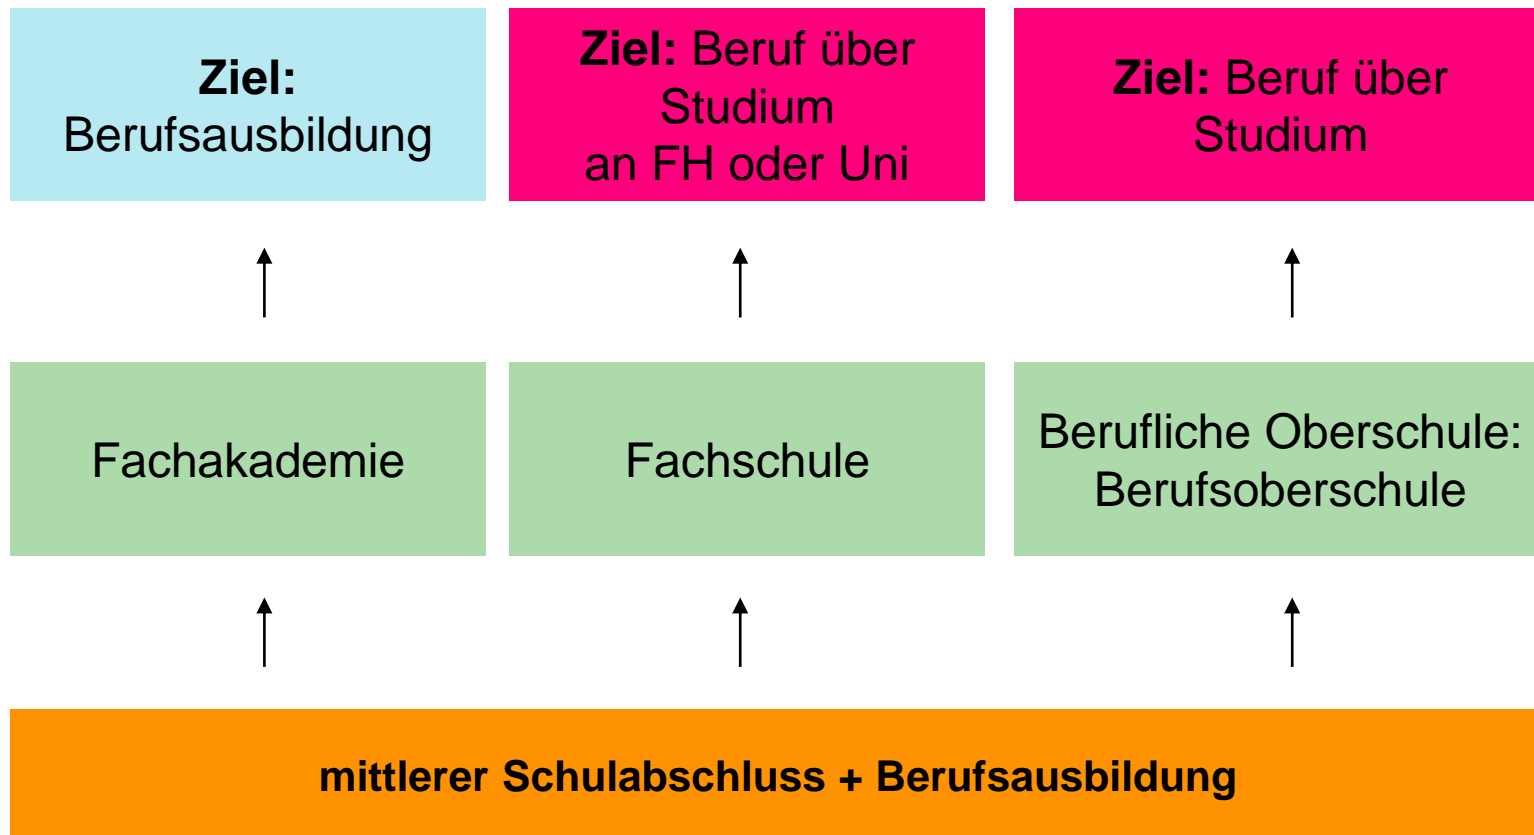 Ziel:
Berufsausbildung
Ziel: Beruf über
Studium
an FH oder Uni
Ziel: Beruf über
Studium
Fachakademie
Fachschule
Berufliche Oberschule:
Berufsoberschule
mittlerer Schulabschluss + Berufsausbildung